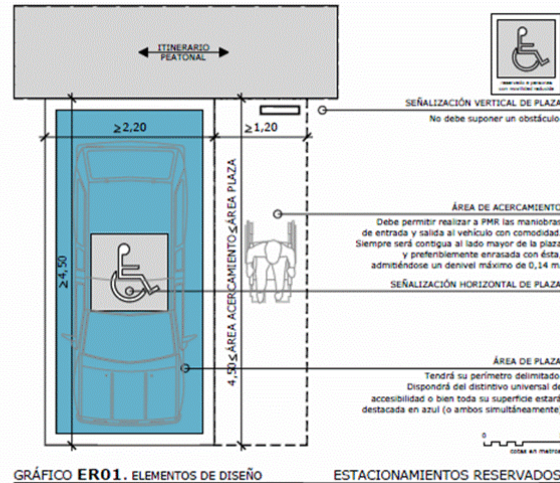 ITINERARIO
PEATONAL
reservado a personas
con movilidad reducida
SEÑALIZACIÓN VERTICAL DE PLAZA
No debe suponer un obstáculo
≥2,20
≥1,20
ÁREA DE ACERCAMIENTO
Debe permitir realizar a PMR las maniobras
de entrada y salida al vehículo con comodidad.
Siempre será contigua al lado mayor de la plaza
y preferiblemente enrasada con ésta,
admitiéndose un denivel máximo de 0,14 m.
≥4,50
4,50≤ÁREA ACERCAMIENTO≤ÁREA PLAZA
SEÑALIZACIÓN HORIZONTAL DE PLAZA
ÁREA DE PLAZA
Tendrá su perímetro delimitado.
Dispondrá del distintivo universal de
accesibilidad o bien toda su superficie estará
destacada en azul (o ambos simultáneamente)
0
cotas en metros
GRÁFICO ER01. ELEMENTOS DE DISEÑO
ESTACIONAMIENTOS RESERVADOS